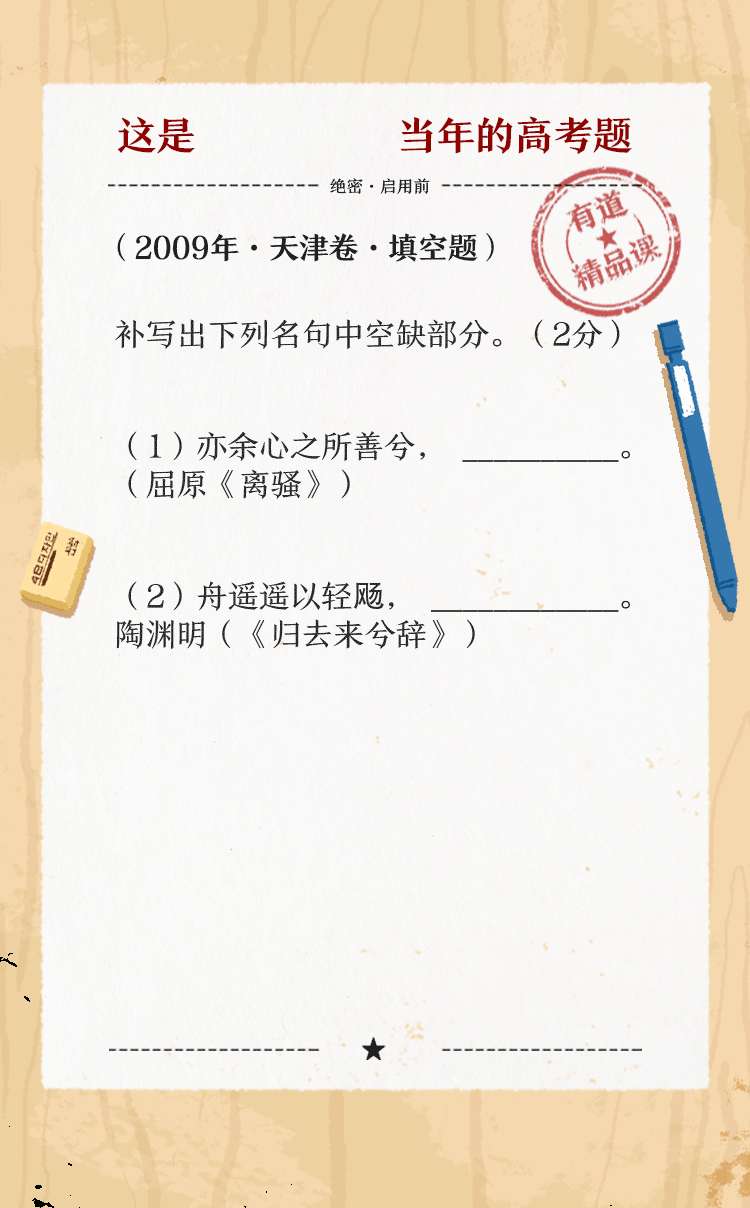 这是 当年的高考题
绝密·启用前
(2009年·天津卷·填空题)
有道
精品课
补写出下列名句中空缺部分。(2分)
(1)亦余心之所善兮, __________。
(屈原《离骚》)
(2)舟遥遥以轻飏, ____________。
陶渊明(《归去来兮辞》)